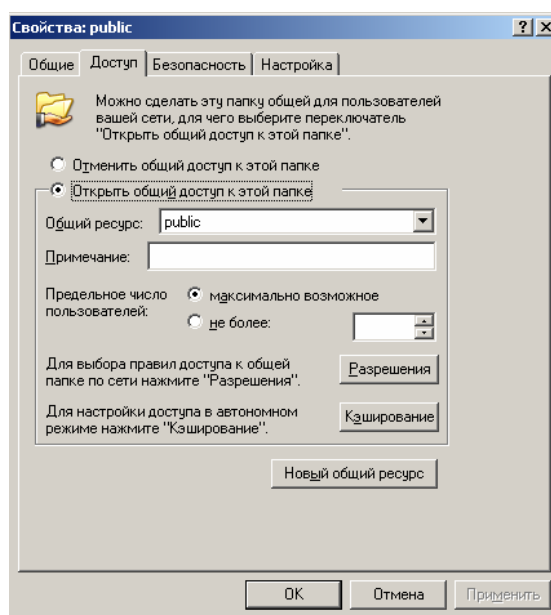 Свойства: public
? X
Общие Доступ Безопасность Настройка
Можно сделать эту папку общей для пользователей
вашей сети, для чего выберите переключатель
"Открыть общий доступ к этой папке".
Отменить общий доступ к этой папке
Открыть общий доступ к этой папке
Общий ресурс: public
Примечание:
Предельное число
пользователей:
максимально возможное
не более:
Для выбора правил доступа к общей
папке по сети нажмите "Разрешения".
Разрешения
Для настройки доступа в автономном
режиме нажмите "Кэширование".
Кэширование
Новый общий ресурс
OK Отмена Применить